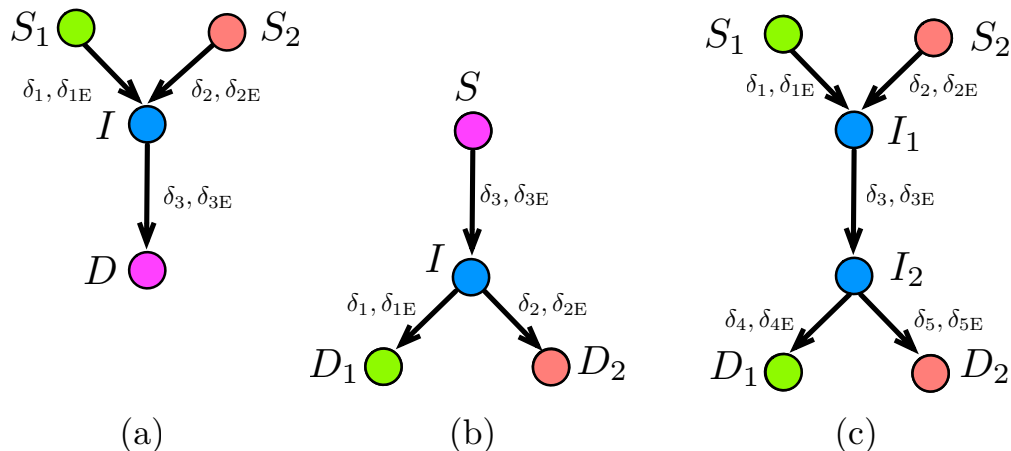 S₁ S₂
δ₁, δ₁E δ₂, δ₂E
I
δ₃, δ₃E
D
(a)
S
δ₃, δ₃E
I
δ₁, δ₁E δ₂, δ₂E
D₁ D₂
(b)
S₁ S₂
δ₁, δ₁E δ₂, δ₂E
I₁
δ₃, δ₃E
I₂
δ₄, δ₄E δ₅, δ₅E
D₁ D₂
(c)